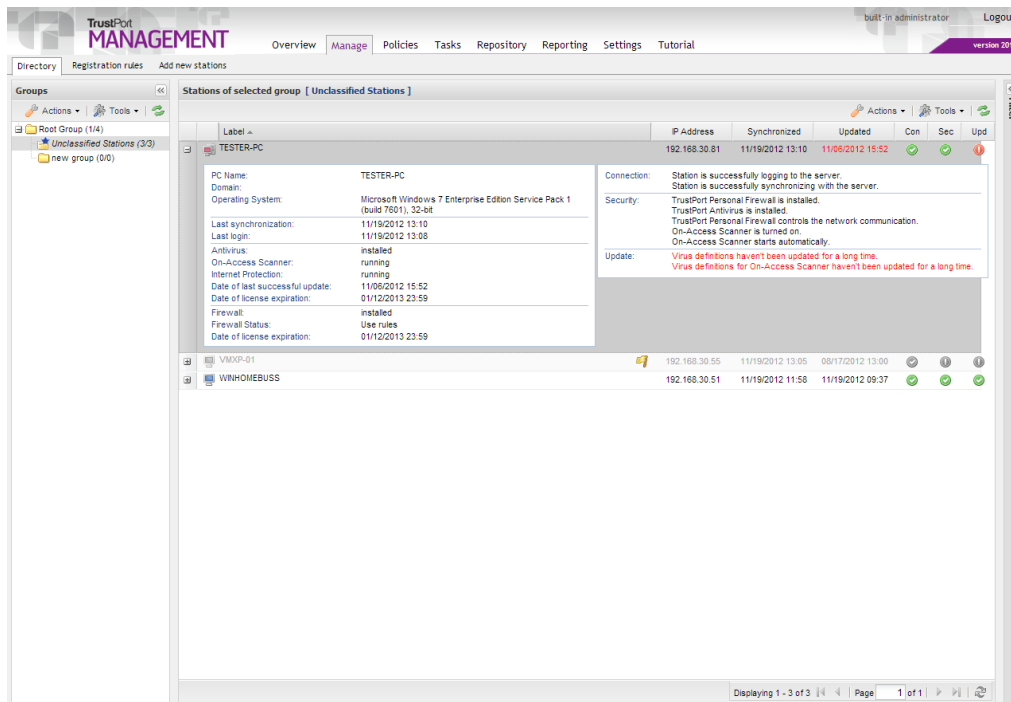 TrustPort
MANAGEMENT
built-in administrator Logou
Overview Manage Policies Tasks Repository Reporting Settings Tutorial
version 201
Directory Registration rules Add new stations
Groups
Stations of selected group [ Unclassified Stations ]
Actions Tools
Actions Tools
Root Group (1/4)
Unclassified Stations (3/3)
new group (0/0)
Label IP Address Synchronized Updated Con Sec Upd
TESTER-PC 192.168.30.81 11/19/2012 13:10 11/06/2012 15:52
PC Name: TESTER-PC
Domain:
Operating System: Microsoft Windows 7 Enterprise Edition Service Pack 1
(build 7601), 32-bit
Last synchronization: 11/19/2012 13:10
Last login: 11/19/2012 13:08
Antivirus: installed
On-Access Scanner: running
Internet Protection: running
Date of last successful update: 11/06/2012 15:52
Date of license expiration: 01/12/2013 23:59
Firewall: installed
Firewall Status: Use rules
Date of license expiration: 01/12/2013 23:59
Connection: Station is successfully logging to the server.
Station is successfully synchronizing with the server.
Security: TrustPort Personal Firewall is installed.
TrustPort Antivirus is installed.
TrustPort Personal Firewall controls the network communication.
On-Access Scanner is turned on.
On-Access Scanner starts automatically.
Update: Virus definitions haven't been updated for a long time.
Virus definitions for On-Access Scanner haven't been updated for a long time.
VMXP-01 192.168.30.55 11/19/2012 13:05 08/17/2012 13:00
WINHOMEBUSS 192.168.30.51 11/19/2012 11:58 11/19/2012 09:37
Displaying 1 - 3 of 3 Page 1 of 1